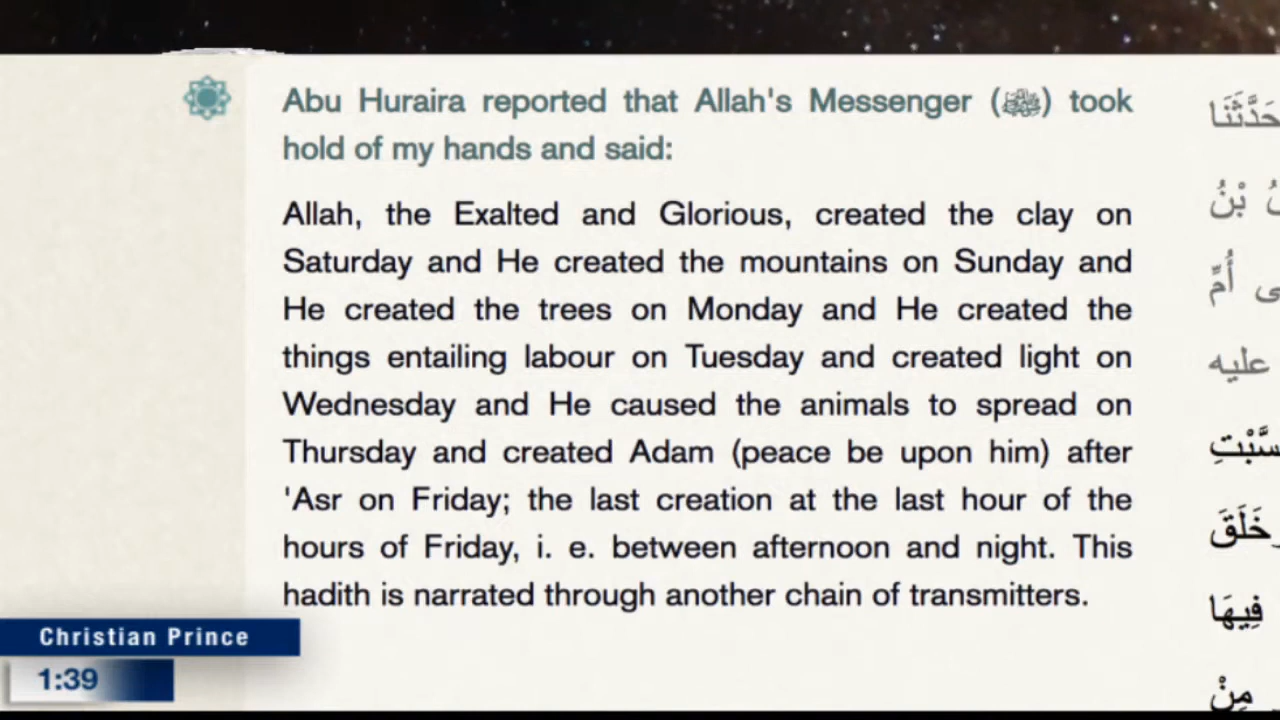 Abu Huraira reported that Allah's Messenger (ﷺ) took
hold of my hands and said:
Allah, the Exalted and Glorious, created the clay on
Saturday and He created the mountains on Sunday and
He created the trees on Monday and He created the
things entailing labour on Tuesday and created light on
Wednesday and He caused the animals to spread on
Thursday and created Adam (peace be upon him) after
'Asr on Friday; the last creation at the last hour of the
hours of Friday, i. e. between afternoon and night. This
hadith is narrated through another chain of transmitters.
حَدَّثَنَا
بْنُ
أُمِّ
عليه
خَلَقَ
فِيهَا
مِنْ
Christian Prince
1:39